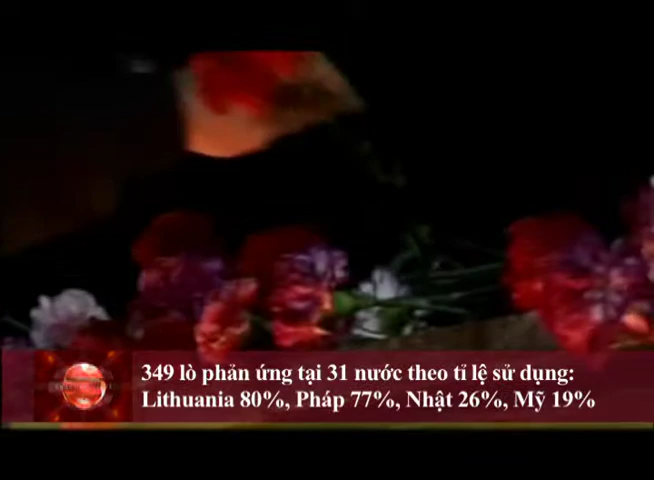 349 lò phản ứng tại 31 nước theo tỉ lệ sử dụng:
Lithuania 80%, Pháp 77%, Nhật 26%, Mỹ 19%